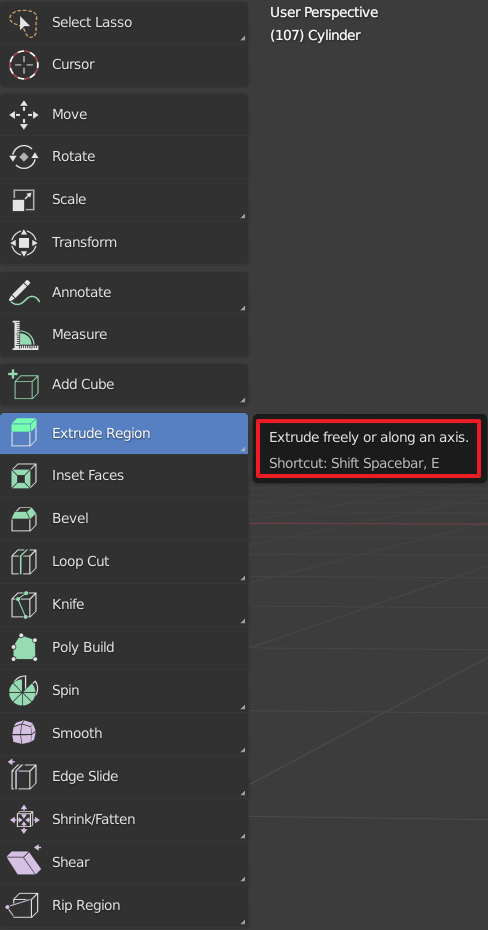 Select Lasso
Cursor
Move
Rotate
Scale
Transform
Annotate
Measure
Add Cube
Extrude Region
Inset Faces
Bevel
Loop Cut
Knife
Poly Build
Spin
Smooth
Edge Slide
Shrink/Fatten
Shear
Rip Region
User Perspective
(107) Cylinder
Extrude freely or along an axis.
Shortcut: Shift Spacebar, E